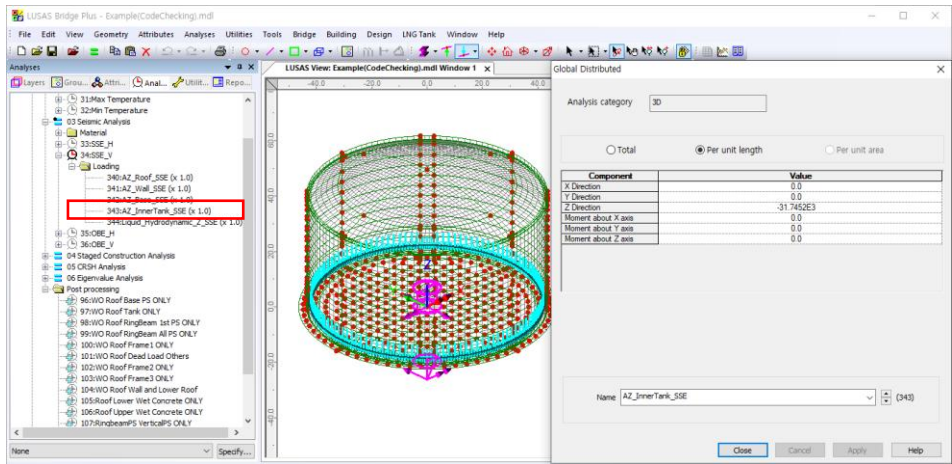 LUSAS Bridge Plus - Example(CodeChecking).mdl
File Edit View Geometry Attributes Analyses Utilities Tools Bridge Building Design LNG Tank Window Help
Analyses
Layers Grou... Attri... Anal... Utilit... Repo...
31:Max Temperature
32:Min Temperature
03 Seismic Analysis
Material
33:SSE_H
34:SSE_V
Loading
340:AZ_Roof_SSE (x 1.0)
341:AZ_Wall_SSE (x 1.0)
342:AZ_Base_SSE (x 1.0)
343:AZ_InnerTank_SSE (x 1.0)
344:Liquid_Hydrodynamic_Z_SSE (x 1.0)
35:OBE_H
36:OBE_V
04 Staged Construction Analysis
05 CRSH Analysis
06 Eigenvalue Analysis
Post processing
96:WO Roof Base PS ONLY
97:WO Roof Tank ONLY
98:WO Roof RingBeam 1st PS ONLY
99:WO Roof RingBeam All PS ONLY
100:WO Roof Frame1 ONLY
101:WO Roof Dead Load Others
102:WO Roof Frame2 ONLY
103:WO Roof Frame3 ONLY
104:WO Roof Wall and Lower Roof
105:Roof Lower Wet Concrete ONLY
106:Roof Upper Wet Concrete ONLY
107:RingbeamPS VerticalPS ONLY
None
Specify...
LUSAS View: Example(CodeChecking).mdl Window 1 x
-40.0 -20.0 0.0 20.0 40.0
60.0
40.0
20.0
0.0
-20.0
-40.0
Z
Global Distributed
Analysis category 3D
Total Per unit length Per unit area
Component Value
X Direction 0.0
Y Direction 0.0
Z Direction -31.7452E3
Moment about X axis 0.0
Moment about Y axis 0.0
Moment about Z axis 0.0
Name AZ_InnerTank_SSE (343)
Close Cancel Apply Help